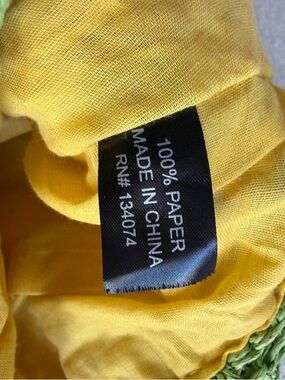 100% PAPER
MADE IN CHINA
RN# 134074